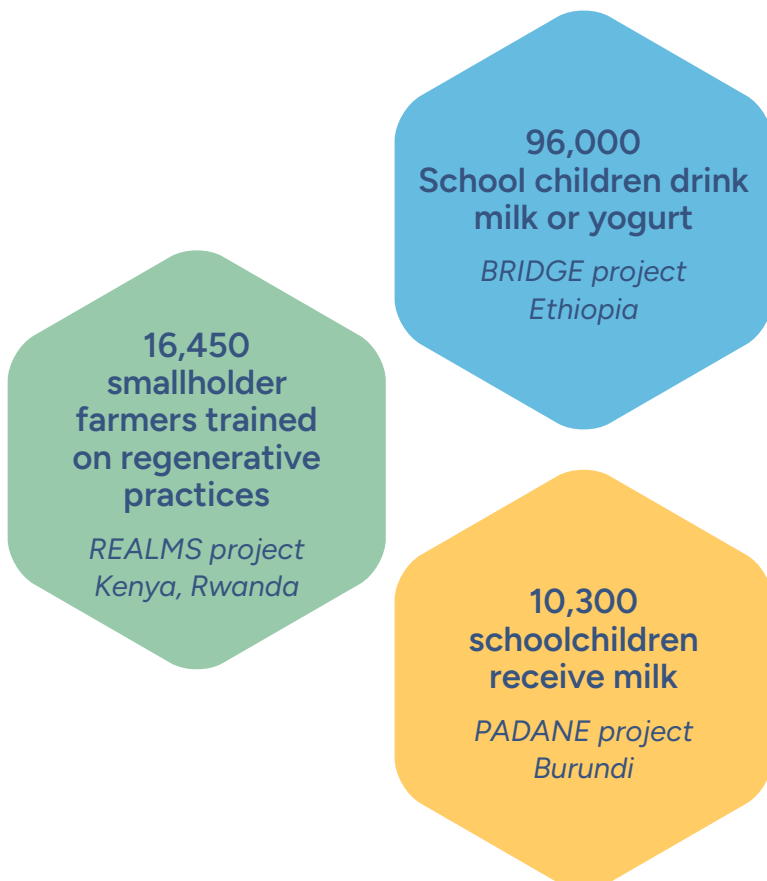 96,000
School children drink
milk or yogurt
BRIDGE project
Ethiopia
16,450
smallholder
farmers trained
on regenerative
practices
REALMS project
Kenya, Rwanda
10,300
schoolchildren
receive milk
PADANE project
Burundi